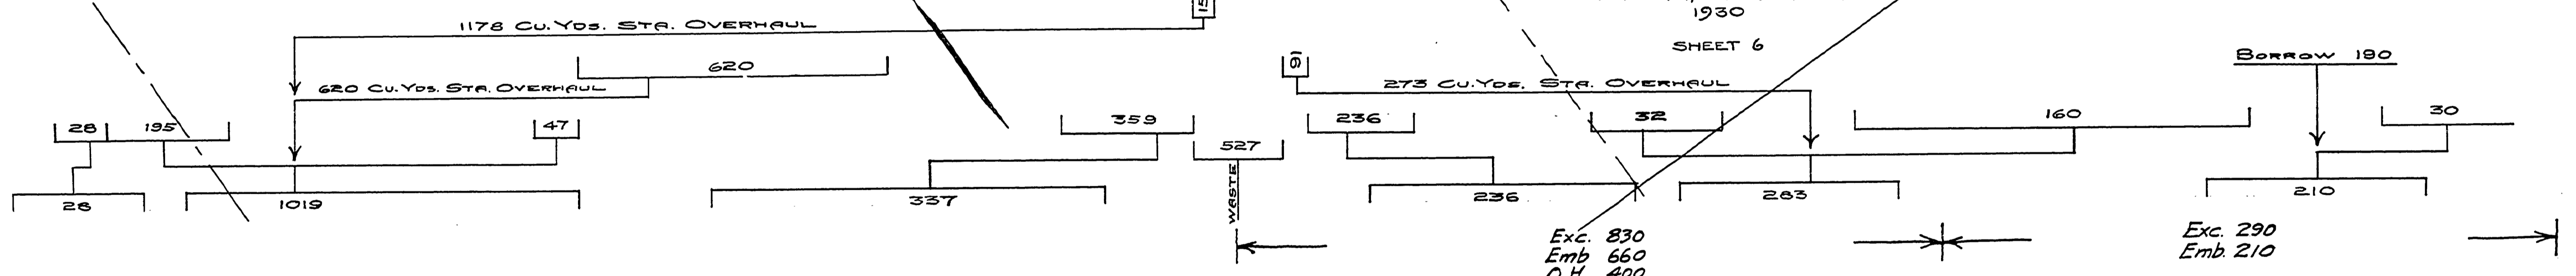 1930
SHEET 6
1178 CU. YDS. STA. OVERHAUL
15
620
620 CU. YDS. STA. OVERHAUL
28
195
47
28
1019
359
337
527
WASTE
273 CU. YDS. STA. OVERHAUL
236
236
32
160
283
BORROW 190
30
210
Exc. 830
Emb 660
O.H. 400
Exc. 290
Emb. 210